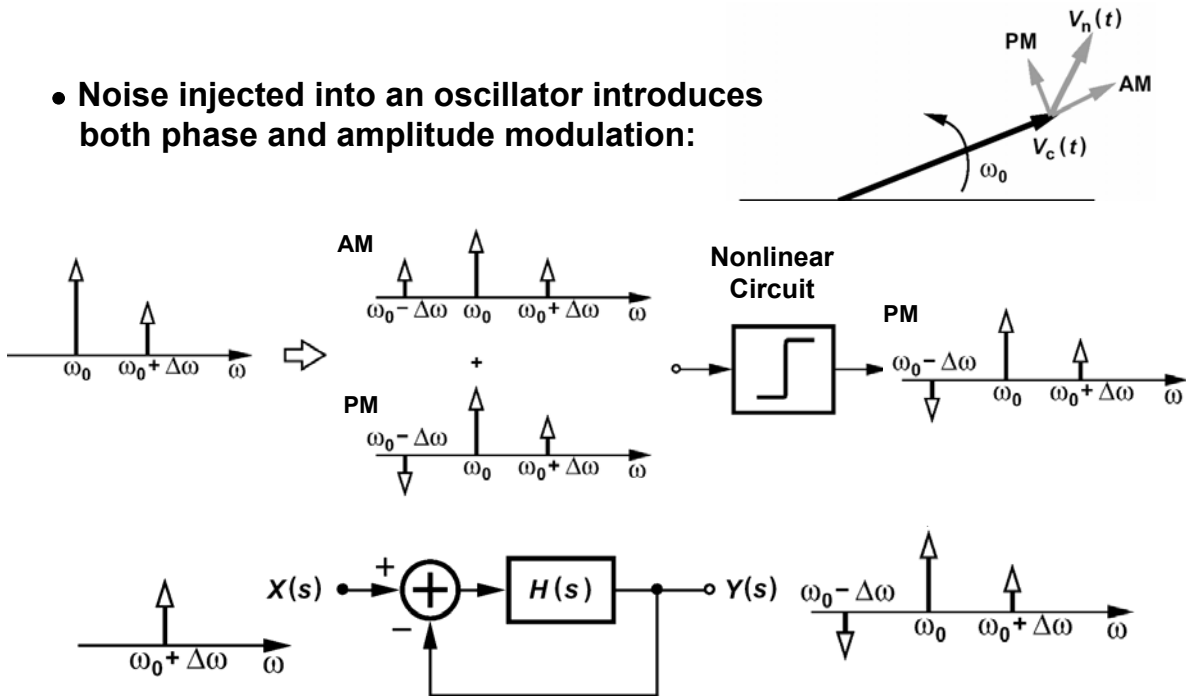 V_n(t)
PM
AM
• Noise injected into an oscillator introduces
both phase and amplitude modulation:
V_c(t)
ω₀
AM
ω₀ − Δω ω₀ ω₀ + Δω ω
ω₀ ω₀ + Δω ω
+
PM
ω₀ − Δω
ω₀ ω₀ + Δω ω
Nonlinear
Circuit
PM
ω₀ − Δω
ω₀ ω₀ + Δω ω
ω₀ + Δω ω
X(s)
+
−
+
H(s)
Y(s)
ω₀ − Δω
ω₀ ω₀ + Δω ω